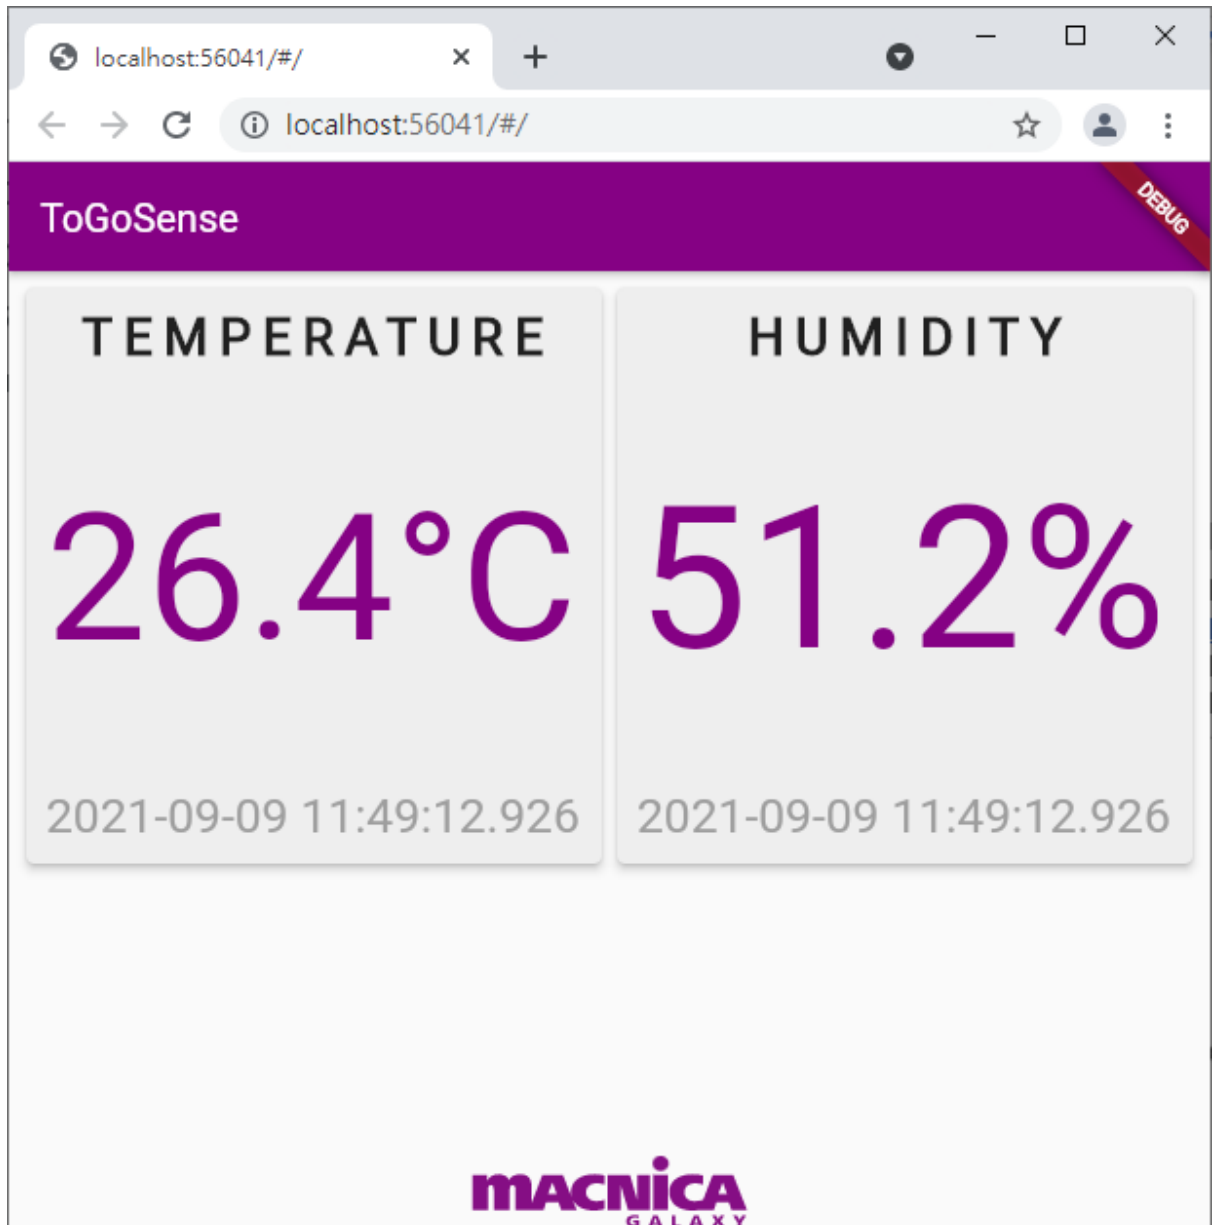 localhost:56041/#/
localhost:56041/#/
ToGoSense
DEBUG
TEMPERATURE
26.4°C
2021-09-09 11:49:12.926
HUMIDITY
51.2%
2021-09-09 11:49:12.926
macnica
GALAXY